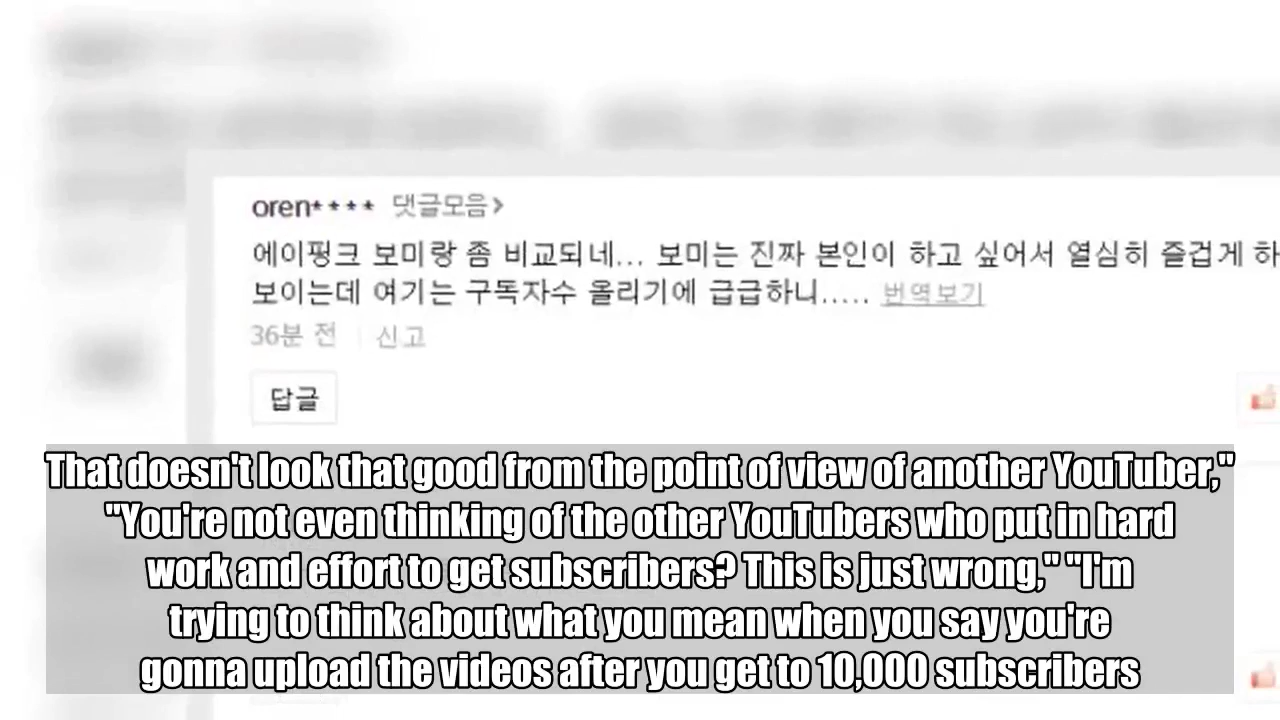 oren**** 댓글모음>
에이핑크 보미랑 좀 비교되네... 보미는 진짜 본인이 하고 싶어서 열심히 즐겁게 하
보이는데 여기는 구독자수 올리기에 급급하니..... 번역보기
36분 전 신고
답글
That doesn't look that good from the point of view of another YouTuber,"
"You're not even thinking of the other YouTubers who put in hard
work and effort to get subscribers? This is just wrong," "I'm
trying to think about what you mean when you say you're
gonna upload the videos after you get to 10,000 subscribers